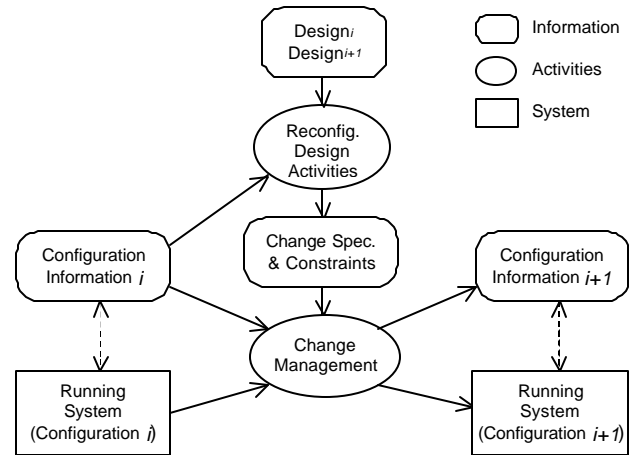 Design i
Design i+1
Information
Activities
System
Reconfig.
Design
Activities
Configuration
Information i
Change Spec.
& Constraints
Configuration
Information i+1
Change
Management
Running
System
(Configuration i)
Running
System
(Configuration i+1)